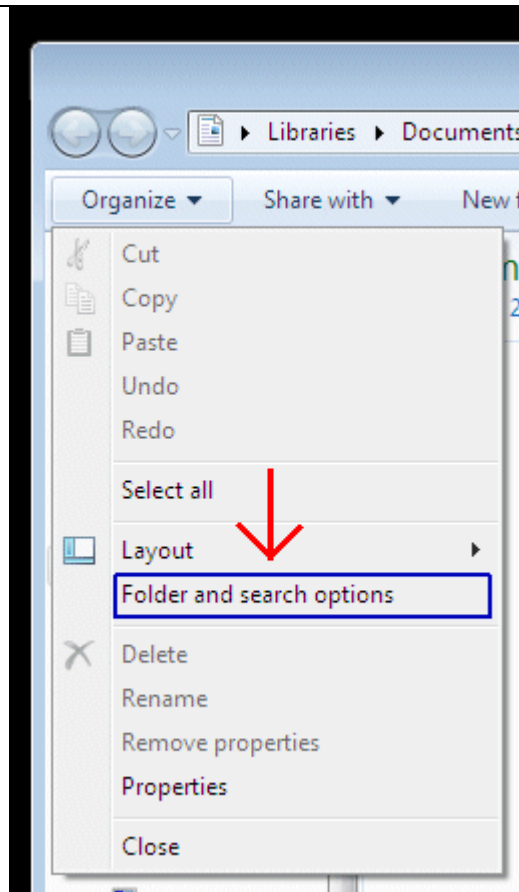 Libraries Documents
Organize Share with New
Cut
Copy
Paste
Undo
Redo
Select all
Layout
Folder and search options
Delete
Rename
Remove properties
Properties
Close